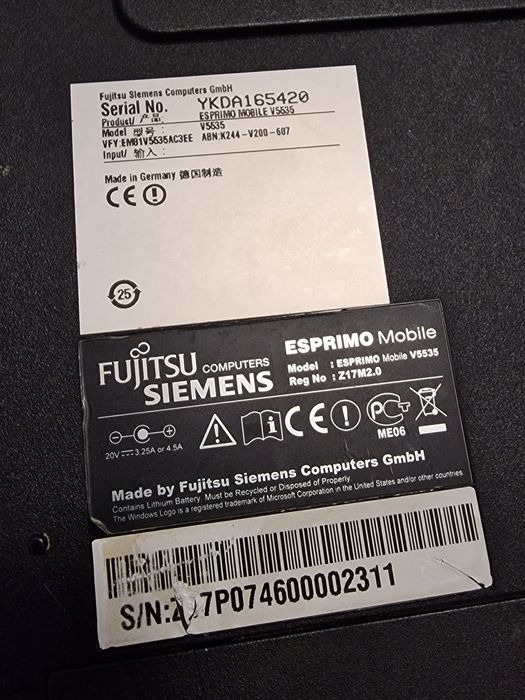 Fujitsu Siemens Computers GmbH
Serial No. YKDA165420
Product/ 产品: ESPRIMO MOBILE V5535
Model 型号: V5535
VFY:EM81V5535AC3EE ABN:K244-V200-607
Input/ 输入:
Made in Germany 德国制造
CE
25
FUJITSU COMPUTERS
SIEMENS
ESPRIMO Mobile
Model : ESPRIMO Mobile V5535
Reg No : Z17M2.0
20V 3.25A or 4.5A
i CE ! PCT
ME06
Made by Fujitsu Siemens Computers GmbH
Contains Lithium Battery. Must be Recycled or Disposed of Properly
The Windows Logo is a registered trademark of Microsoft Corporation in the United States and/or other countries
S/N:Z 7P074600002311